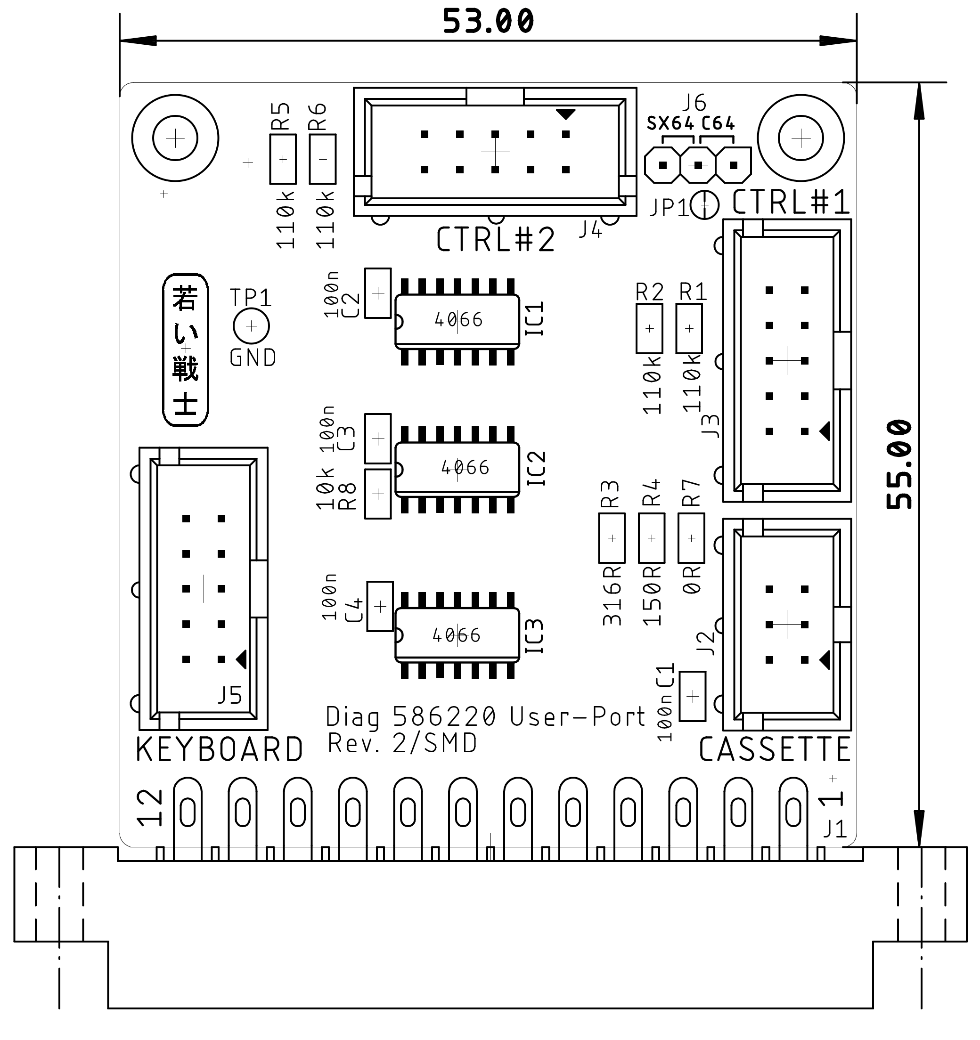 53.00
J6
SX64 C64
R5
R6
110k
110k
JP1
CTRL#1
CTRL#2
J4
若い戦士
TP1
GND
100n
C2
4066
IC1
R2
R1
110k
110k
J3
55.00
100n
C3
10k
R8
4066
IC2
R3
R4
R7
316R
150R
0R
100n
C4
4066
IC3
J2
C1
100n
J5
Diag 586220 User-Port
Rev. 2/SMD
KEYBOARD
CASSETTE
12
1
J1